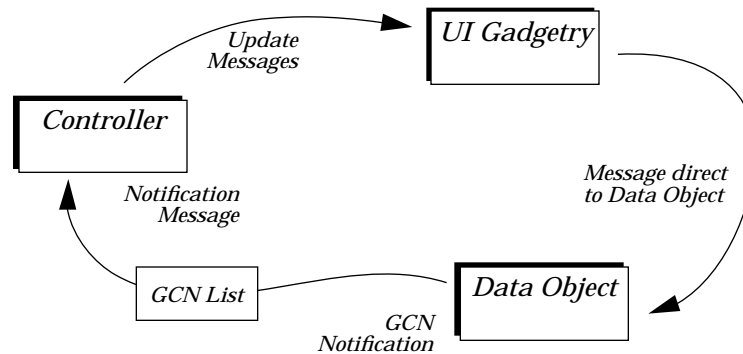 Update
Messages
UI Gadgetry
Controller
Message direct
to Data Object
Notification
Message
GCN List
Data Object
GCN
Notification